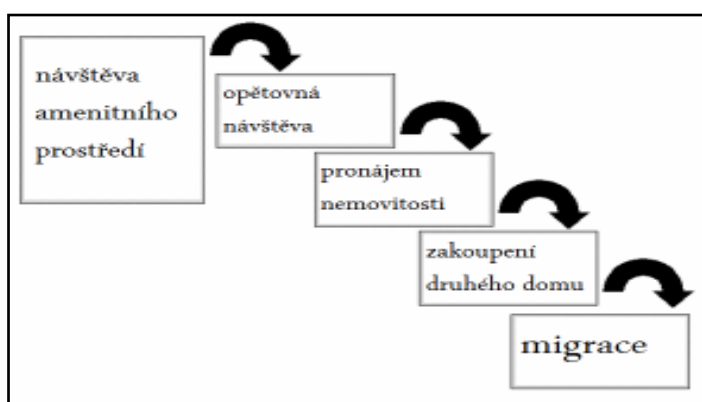 návštěva
amenitního
prostředí
opětovná
návštěva
pronájem
nemovitosti
zakoupení
druhého domu
migrace